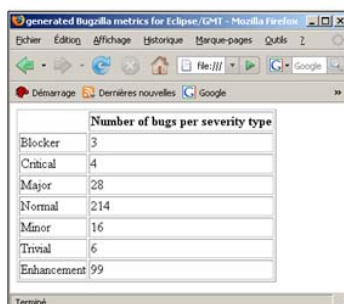 generated Bugzilla metrics for Eclipse/GMT - Mozilla Firefox
Fichier Édition Affichage Historique Marque-pages Outils ?
file:/// Google
Démarrage Dernières nouvelles Google »
Number of bugs per severity type
Blocker 3
Critical 4
Major 28
Normal 214
Minor 16
Trivial 6
Enhancement 99
Terminé